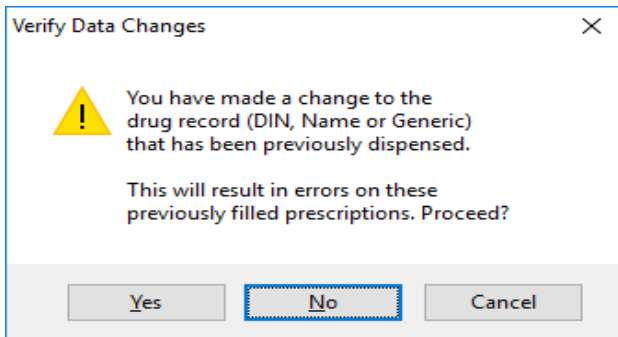 Verify Data Changes
You have made a change to the
drug record (DIN, Name or Generic)
that has been previously dispensed.
This will result in errors on these
previously filled prescriptions. Proceed?
Yes
No
Cancel